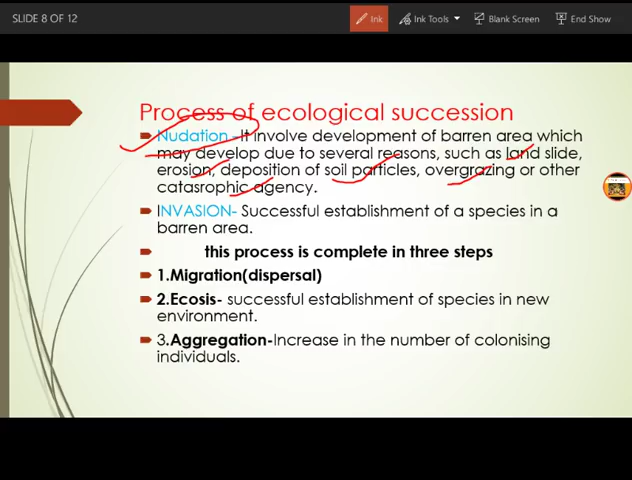 SLIDE 8 OF 12
Ink
Ink Tools
Blank Screen
End Show
Process of ecological succession
Nudation -It involve development of barren area which
may develop due to several reasons, such as land slide,
erosion, deposition of soil particles, overgrazing or other
catasrophic agency.
INVASION- Successful establishment of a species in a
barren area.
this process is complete in three steps
1.Migration(dispersal)
2.Ecosis- successful establishment of species in new
environment.
3.Aggregation-Increase in the number of colonising
individuals.